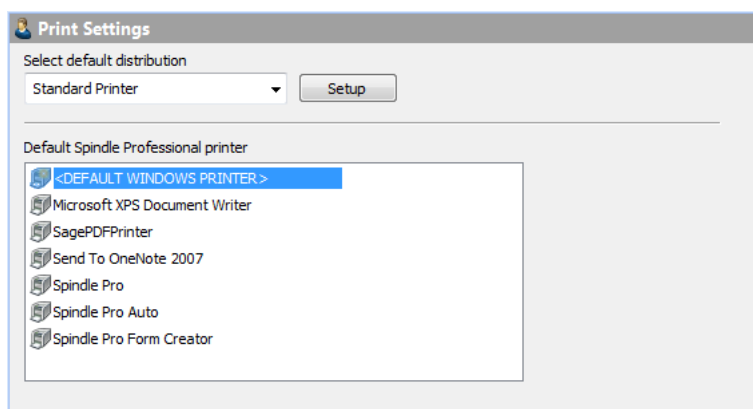 Print Settings
Select default distribution
Standard Printer
Setup
Default Spindle Professional printer
<DEFAULT WINDOWS PRINTER>
Microsoft XPS Document Writer
SagePDFPrinter
Send To OneNote 2007
Spindle Pro
Spindle Pro Auto
Spindle Pro Form Creator